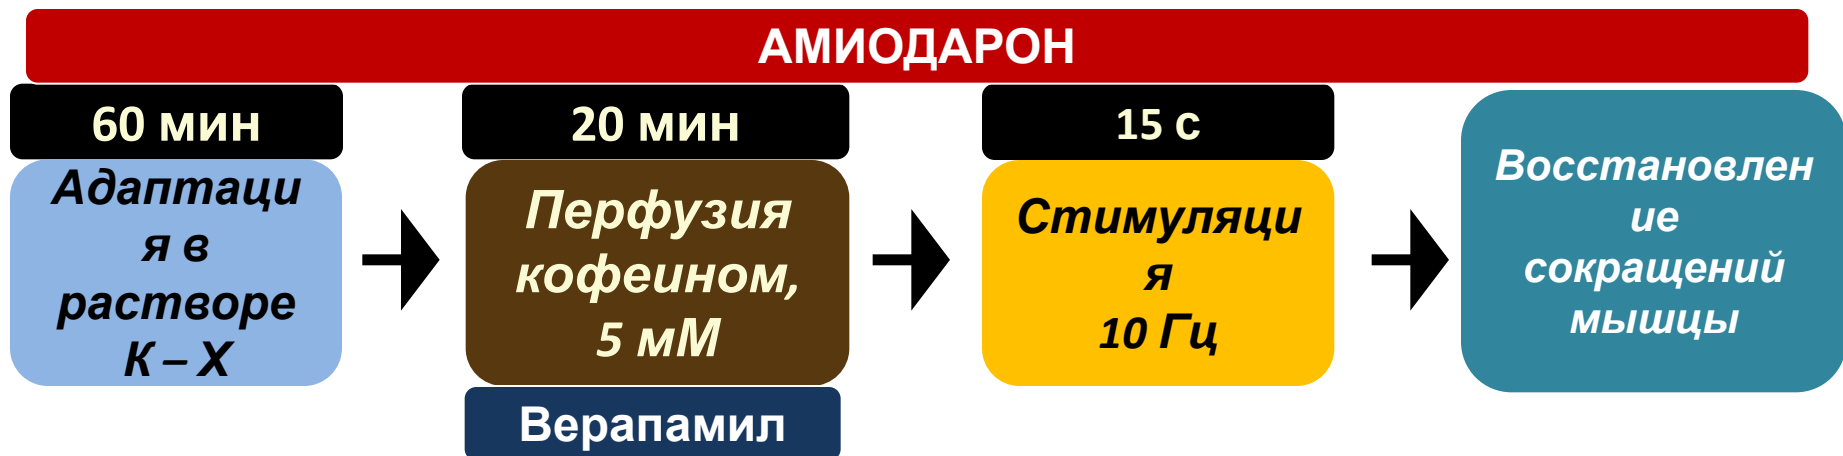 АМИОДАРОН
60 мин
Адаптаци
я в
растворе
К – Х
20 мин
Перфузия
кофеином,
5 мМ
Верапамил
15 с
Стимуляци
я
10 Гц
Восстановлен
ие
сокращений
мышцы